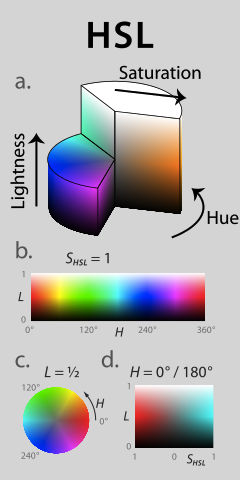 HSL
a.
Saturation
Lightness
Hue
b.
S_HSL = 1
1
L
0
0°
120°
240°
360°
H
c.
L = ½
d.
H = 0° / 180°
120°
H
0°
240°
1
L
0
1
0
1
S_HSL